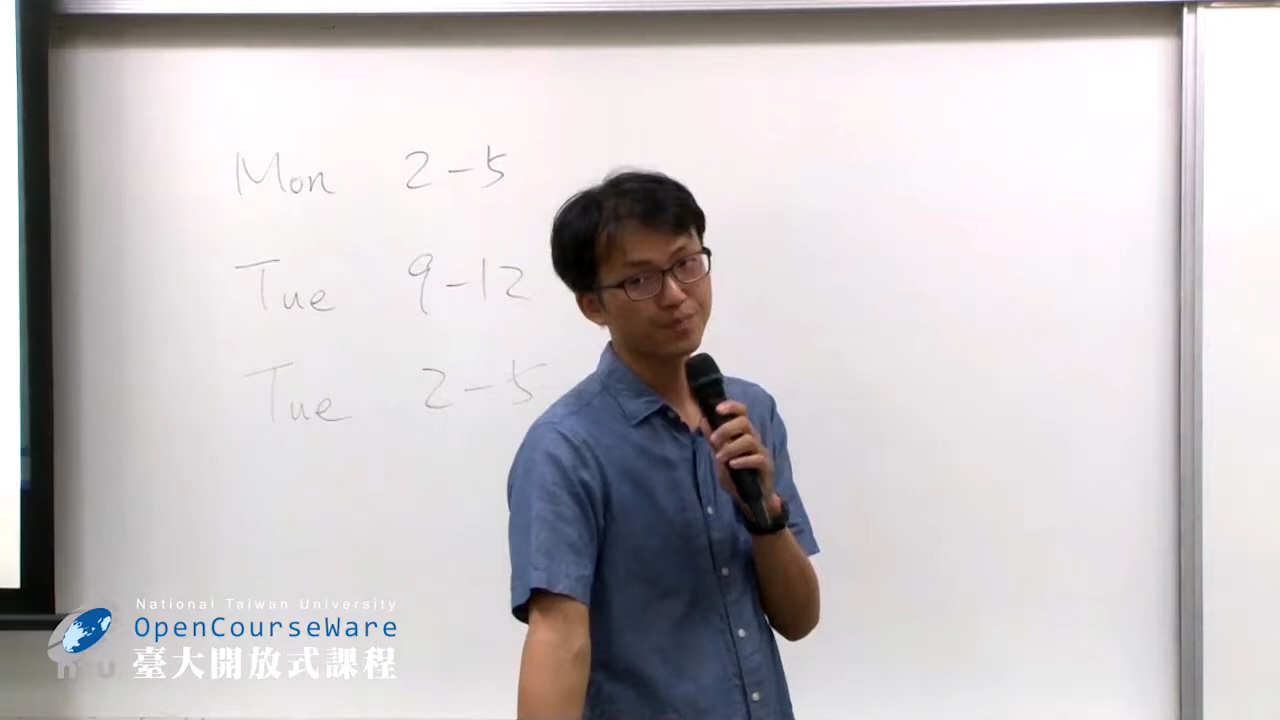 Mon 2-5
Tue 9-12
Tue 2-5
National Taiwan University
OpenCourseWare
臺大開放式課程